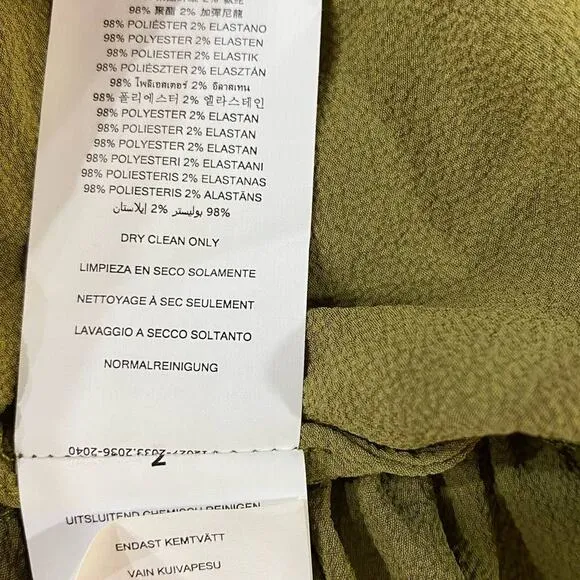 98% 聚酯 2% 加彈尼龍
98% POLIÉSTER 2% ELASTANO
98% POLYESTER 2% ELASTEN
98% POLIESTER 2% ELASTIK
98% POLIÉSZTER 2% ELASZTÁN
98% โพลีเอสเตอร์ 2% อีลาสเทน
98% 폴리에스터 2% 엘라스테인
98% POLYESTER 2% ELASTAN
98% POLIESTER 2% ELASTAN
98% POLYESTER 2% ELASTAN
98% POLYESTERI 2% ELASTAANI
98% POLIESTERIS 2% ELASTANAS
98% POLIESTERIS 2% ALASTĀNS
98% بوليستر 2% إيلاستان
DRY CLEAN ONLY
LIMPIEZA EN SECO SOLAMENTE
NETTOYAGE À SEC SEULEMENT
LAVAGGIO A SECCO SOLTANTO
NORMALREINIGUNG
2033.2036-2040
UITSLUITEND CHEMISCH REINIGEN
ENDAST KEMTVÄTT
VAIN KUIVAPESU